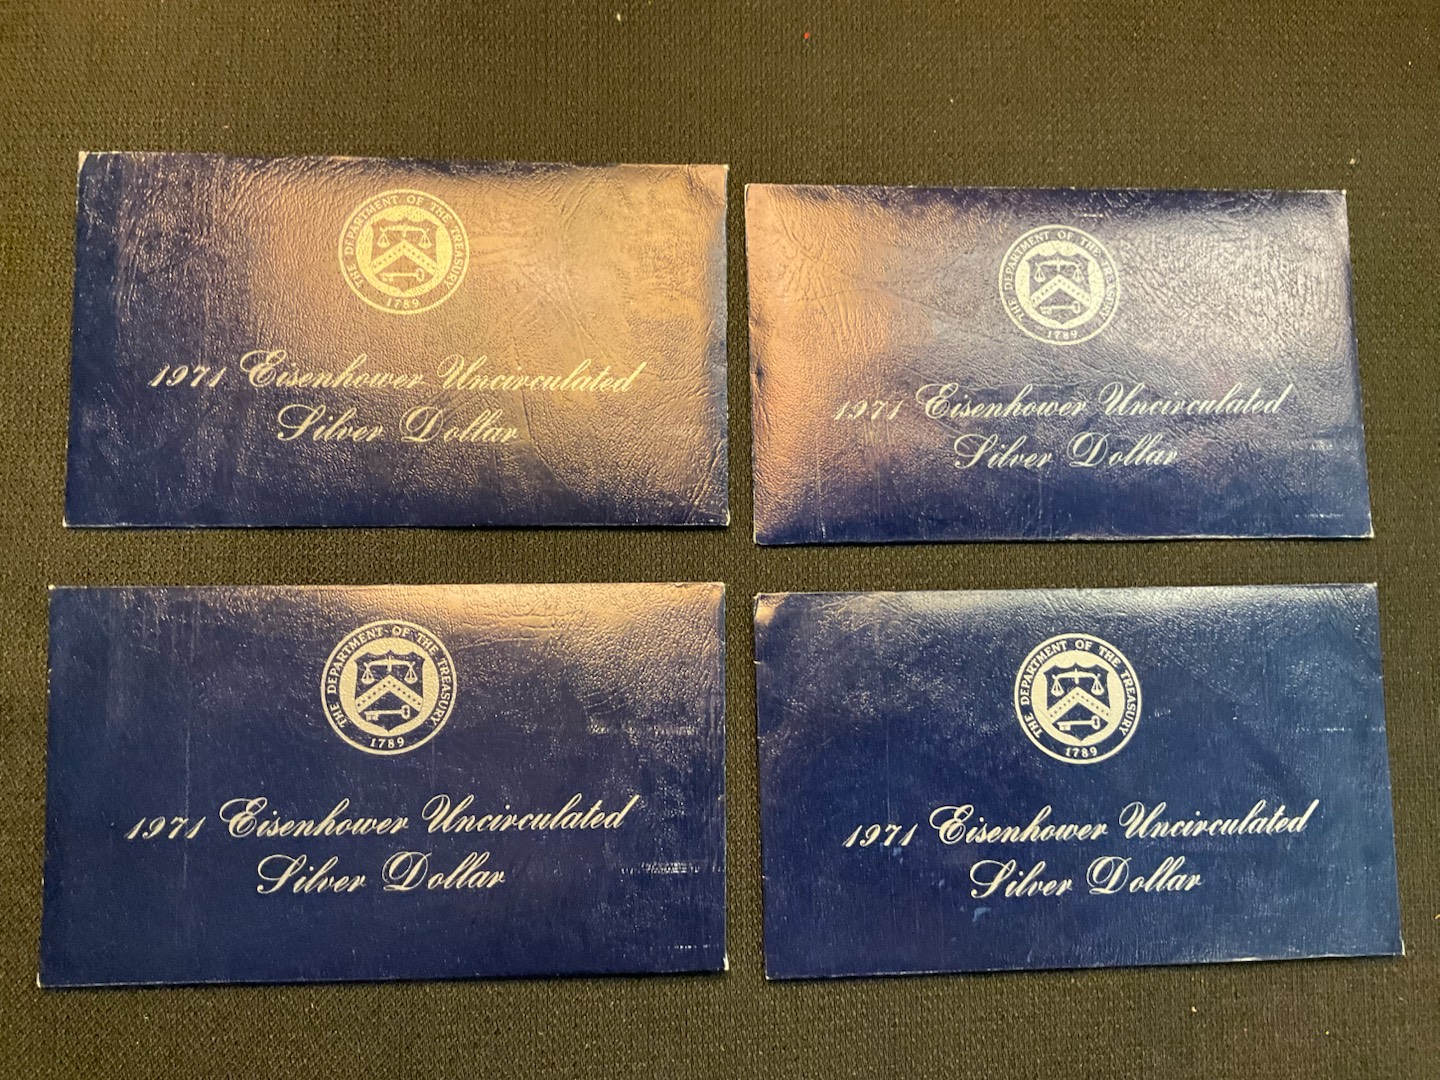 THE DEPARTMENT OF THE TREASURY
1789
1971 Eisenhower Uncirculated
Silver Dollar
THE DEPARTMENT OF THE TREASURY
1789
1971 Eisenhower Uncirculated
Silver Dollar
THE DEPARTMENT OF THE TREASURY
1789
1971 Eisenhower Uncirculated
Silver Dollar
THE DEPARTMENT OF THE TREASURY
1789
1971 Eisenhower Uncirculated
Silver Dollar